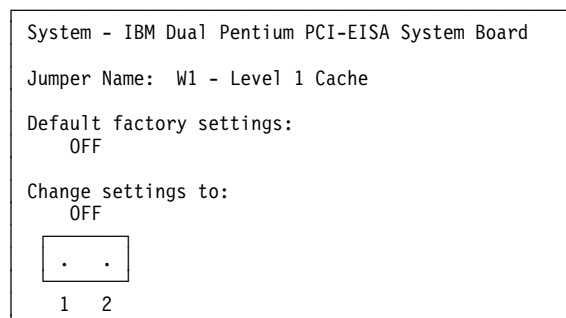 System - IBM Dual Pentium PCI-EISA System Board
Jumper Name: W1 - Level 1 Cache
Default factory settings:
OFF
Change settings to:
OFF
. .
1 2